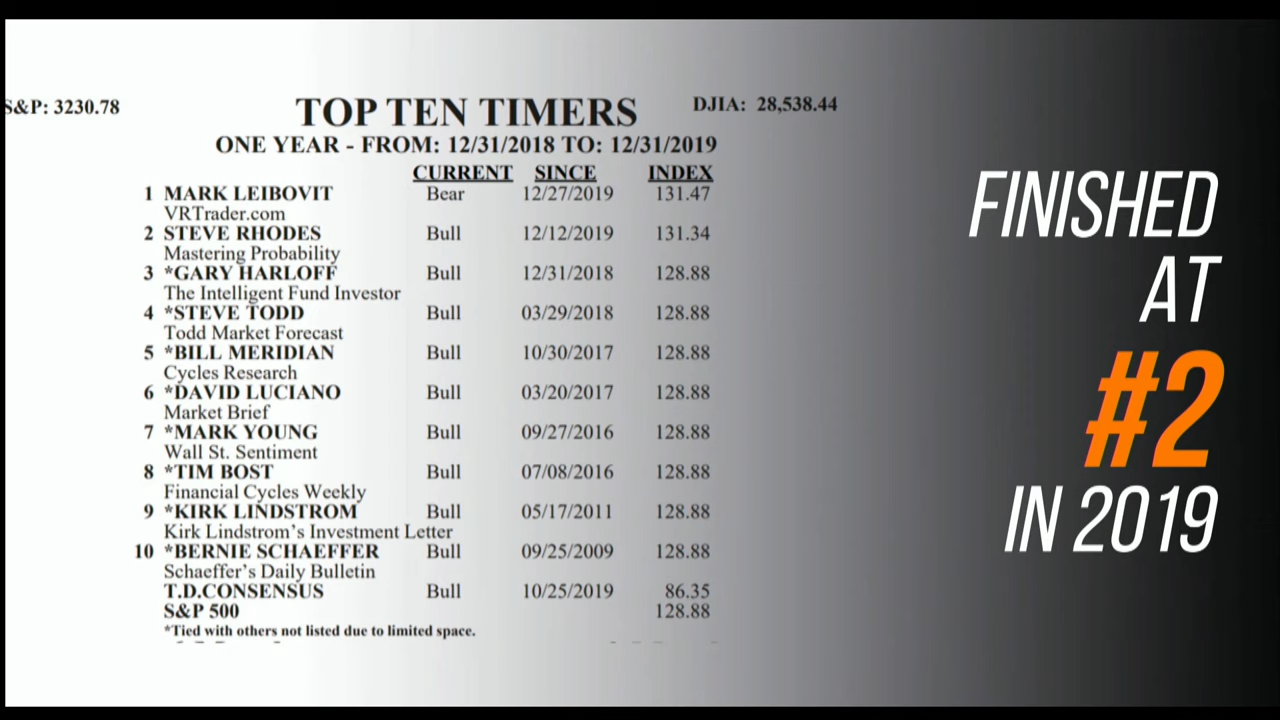 S&P: 3230.78
TOP TEN TIMERS
DJIA: 28,538.44
ONE YEAR - FROM: 12/31/2018 TO: 12/31/2019
CURRENT SINCE INDEX
1 MARK LEIBOVIT Bear 12/27/2019 131.47
VRTrader.com
2 STEVE RHODES Bull 12/12/2019 131.34
Mastering Probability
3 *GARY HARLOFF Bull 12/31/2018 128.88
The Intelligent Fund Investor
4 *STEVE TODD Bull 03/29/2018 128.88
Todd Market Forecast
5 *BILL MERIDIAN Bull 10/30/2017 128.88
Cycles Research
6 *DAVID LUCIANO Bull 03/20/2017 128.88
Market Brief
7 *MARK YOUNG Bull 09/27/2016 128.88
Wall St. Sentiment
8 *TIM BOST Bull 07/08/2016 128.88
Financial Cycles Weekly
9 *KIRK LINDSTROM Bull 05/17/2011 128.88
Kirk Lindstrom's Investment Letter
10 *BERNIE SCHAEFFER Bull 09/25/2009 128.88
Schaeffer's Daily Bulletin
T.D.CONSENSUS Bull 10/25/2019 86.35
S&P 500 128.88
*Tied with others not listed due to limited space.
FINISHED
AT
#2
IN 2019